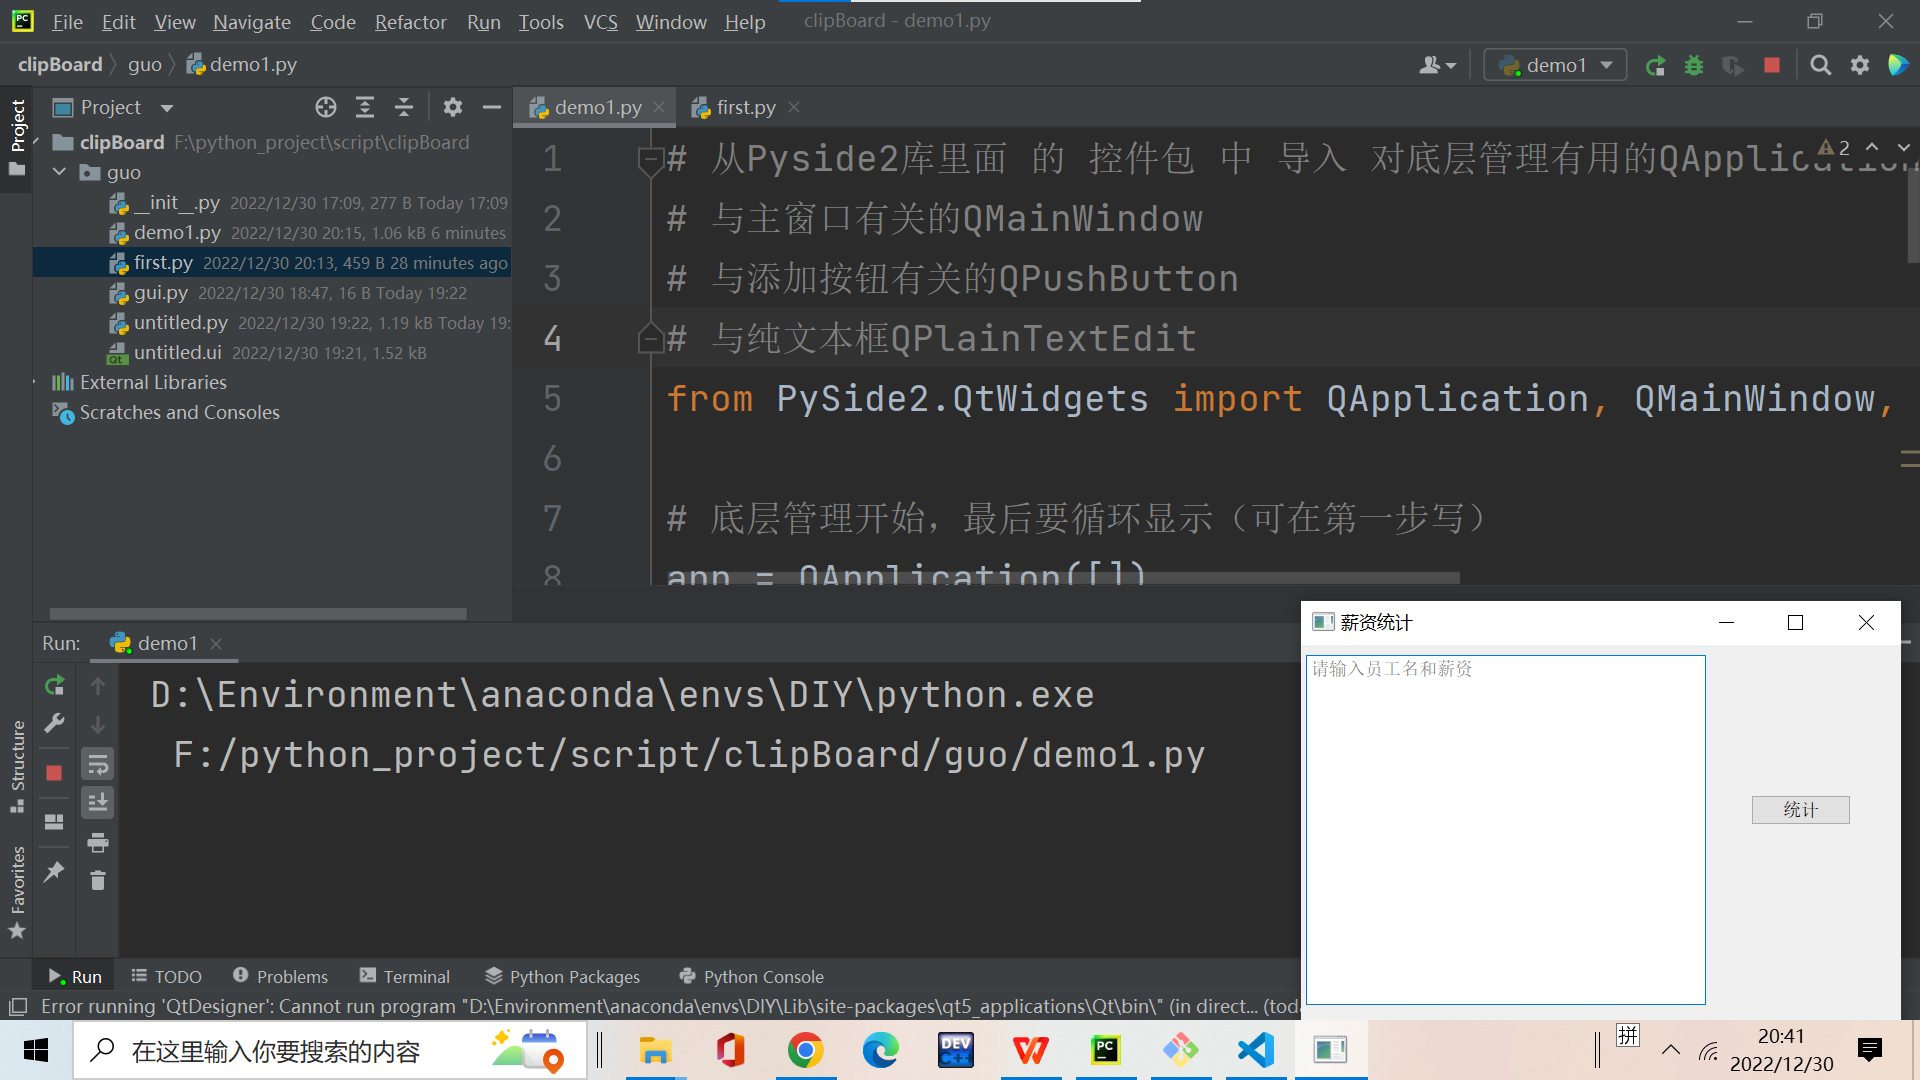 File Edit View Navigate Code Refactor Run Tools VCS Window Help clipBoard - demo1.py
clipBoard guo demo1.py
demo1
Project
Project
demo1.py
first.py
clipBoard F:\python_project\script\clipBoard
guo
__init__.py 2022/12/30 17:09, 277 B Today 17:09
demo1.py 2022/12/30 20:15, 1.06 kB 6 minutes
first.py 2022/12/30 20:13, 459 B 28 minutes ago
gui.py 2022/12/30 18:47, 16 B Today 19:22
untitled.py 2022/12/30 19:22, 1.19 kB Today 19:
untitled.ui 2022/12/30 19:21, 1.52 kB
External Libraries
Scratches and Consoles
1 # 从Pyside2库里面 的 控件包 中 导入 对底层管理有用的QApplication
2
2 # 与主窗口有关的QMainWindow
3 # 与添加按钮有关的QPushButton
4 # 与纯文本框QPlainTextEdit
5 from PySide2.QtWidgets import QApplication, QMainWindow,
6
7 # 底层管理开始，最后要循环显示（可在第一步写）
8 app = QApplication([])
Run: demo1
D:\Environment\anaconda\envs\DIY\python.exe
F:/python_project/script/clipBoard/guo/demo1.py
Structure
Favorites
薪资统计
请输入员工名和薪资
统计
Run TODO Problems Terminal Python Packages Python Console
Error running 'QtDesigner': Cannot run program "D:\Environment\anaconda\envs\DIY\Lib\site-packages\qt5_applications\Qt\bin\" (in direct... (toda
在这里输入你要搜索的内容
DEV
C++
PC
拼
20:41
2022/12/30